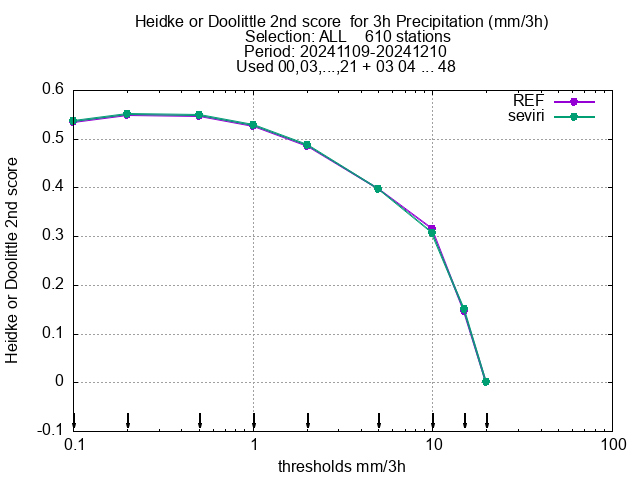 Heidke or Doolittle 2nd score  for 3h Precipitation (mm/3h)
Selection: ALL    610 stations
Period: 20241109-20241210
Used 00,03,...,21 + 03 04 ... 48
REF
seviri
0.6
0.5
0.4
0.3
0.2
0.1
0
-0.1
Heidke or Doolittle 2nd score
0.1 1 10 100
thresholds mm/3h